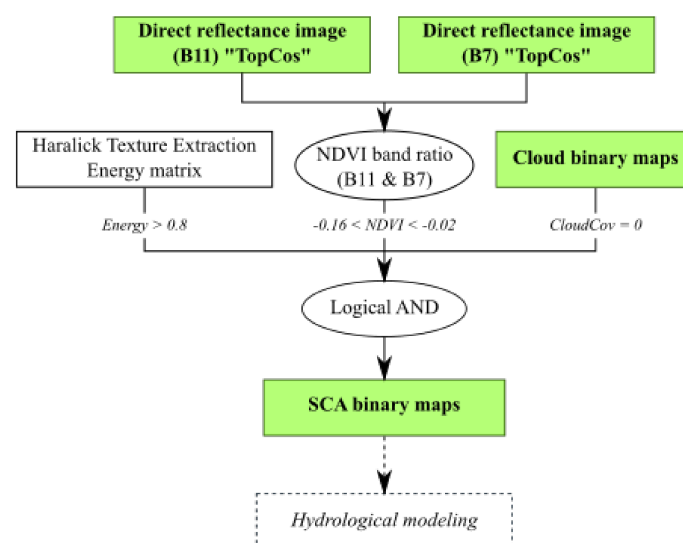 Direct reflectance image
(B11) "TopCos"
Direct reflectance image
(B7) "TopCos"
Haralick Texture Extraction
Energy matrix
NDVI band ratio
(B11 & B7)
Cloud binary maps
Energy > 0.8
-0.16 < NDVI < -0.02
CloudCov = 0
Logical AND
SCA binary maps
Hydrological modeling